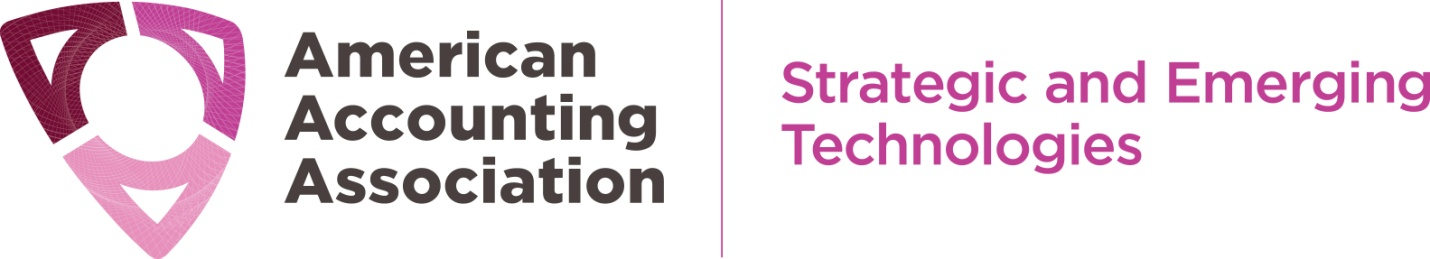 American
Accounting
Association
Strategic and Emerging
Technologies